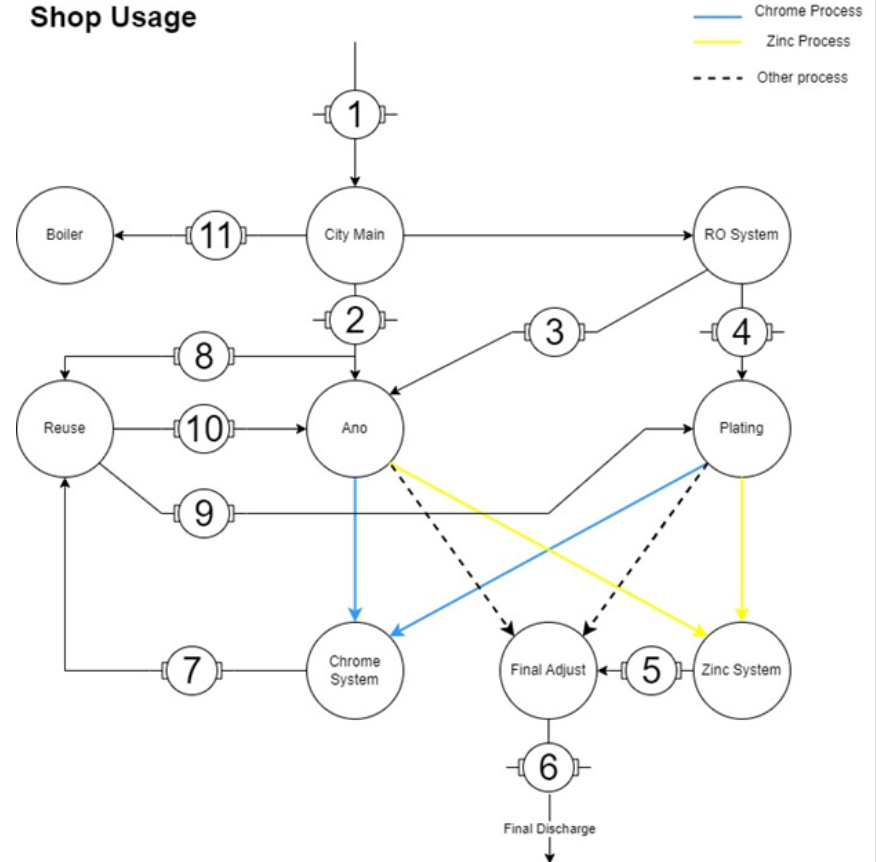 Shop Usage
Chrome Process
Zinc Process
Other process
1
Boiler
11
City Main
RO System
2
3
4
8
Reuse
10
Ano
Plating
9
7
Chrome
System
Final Adjust
5
Zinc System
6
Final Discharge